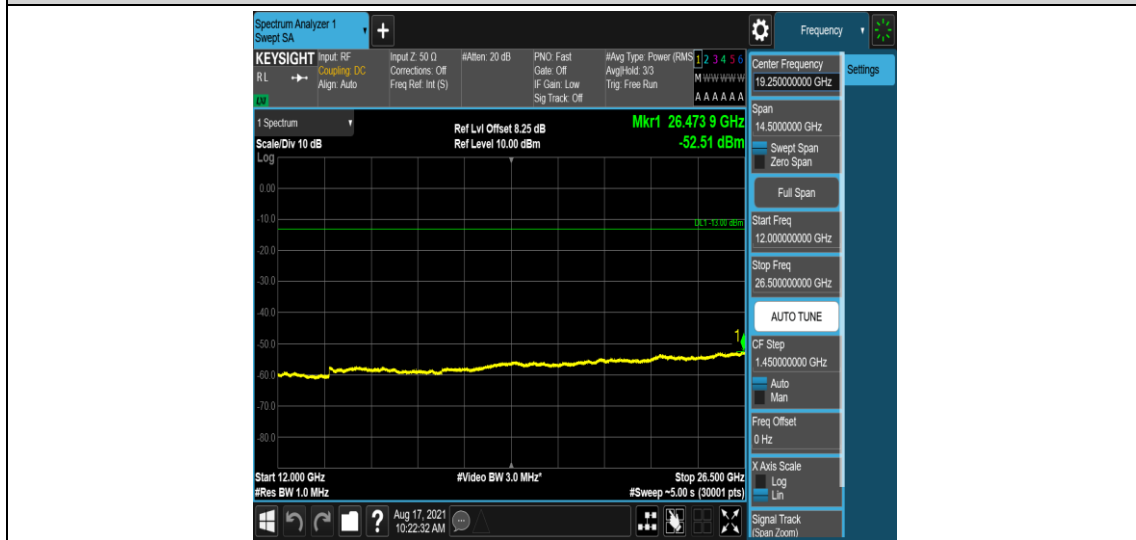 Spectrum Analyzer 1
Swept SA
Frequency
KEYSIGHT
RL
LXI
Input: RF
Coupling: DC
Align: Auto
Input Z: 50 Ω
Corrections: Off
Freq Ref: Int (S)
#Atten: 20 dB
PNO: Fast
Gate: Off
IF Gain: Low
Sig Track: Off
#Avg Type: Power (RMS
Avg|Hold: 3/3
Trig: Free Run
1 2 3 4 5 6
M W W W W W
A A A A A A
1 Spectrum
Scale/Div 10 dB
Log
Ref Lvl Offset 8.25 dB
Ref Level 10.00 dBm
Mkr1 26.473 9 GHz
-52.51 dBm
0.00
-10.0
DL1 -13.00 dBm
-20.0
-30.0
-40.0
1
-50.0
-60.0
-70.0
-80.0
Start 12.000 GHz
#Res BW 1.0 MHz
#Video BW 3.0 MHz*
Stop 26.500 GHz
#Sweep ~5.00 s (30001 pts)
Center Frequency
19.250000000 GHz
Settings
Span
14.5000000 GHz
Swept Span
Zero Span
Full Span
Start Freq
12.000000000 GHz
Stop Freq
26.500000000 GHz
AUTO TUNE
CF Step
1.450000000 GHz
Auto
Man
Freq Offset
0 Hz
X Axis Scale
Log
Lin
Signal Track
(Span Zoom)
?
Aug 17, 2021
10:22:32 AM